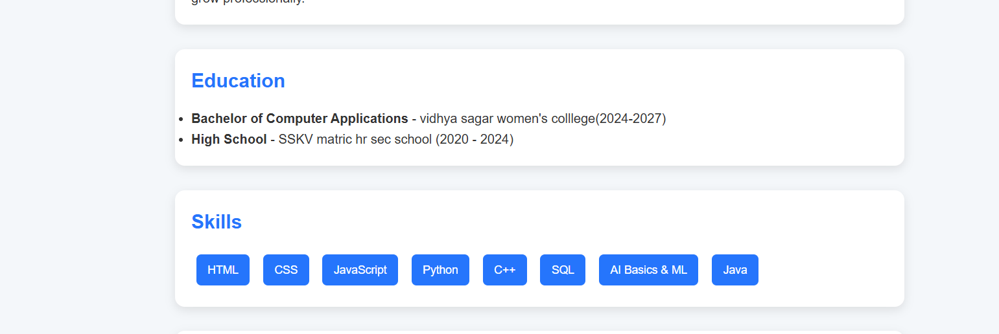 grow professionally.
Education
Bachelor of Computer Applications - vidhya sagar women's colllege(2024-2027)
High School - SSKV matric hr sec school (2020 - 2024)
Skills
HTML CSS JavaScript Python C++ SQL AI Basics & ML Java